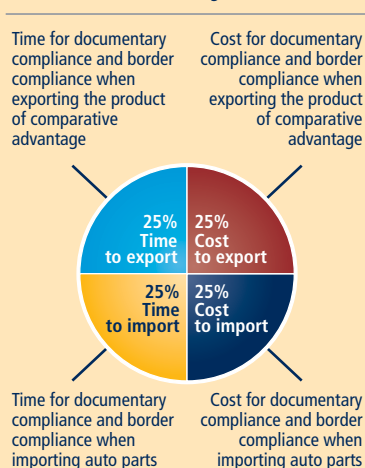 Time for documentary
compliance and border
compliance when
exporting the product
of comparative
advantage
Cost for documentary
compliance and border
compliance when
exporting the product
of comparative
advantage
25%
Time
to export
25%
Cost
to export
25%
Time
to import
25%
Cost
to import
Time for documentary
compliance and border
compliance when
importing auto parts
Cost for documentary
compliance and border
compliance when
importing auto parts